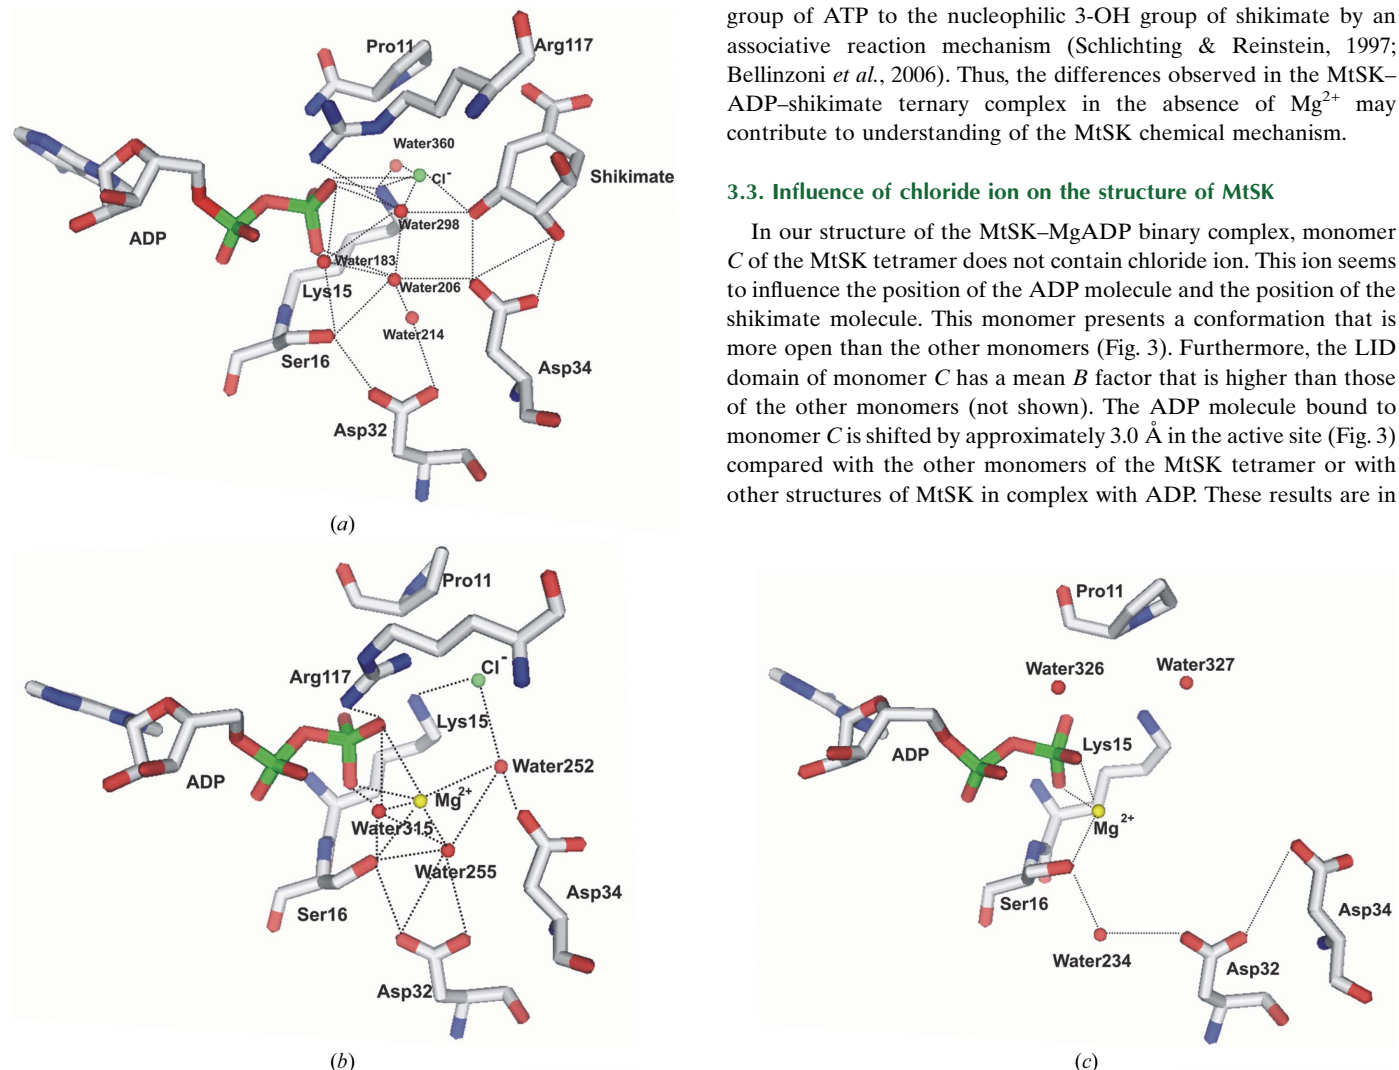 Pro11
Arg117
Water360
Cl-
Shikimate
Water298
ADP
Water183
Lys15
Water206
Water214
Ser16
Asp34
Asp32
(a)
group of ATP to the nucleophilic 3-OH group of shikimate by an
associative reaction mechanism (Schlichting & Reinstein, 1997;
Bellinzoni et al., 2006). Thus, the differences observed in the MtSK–
ADP–shikimate ternary complex in the absence of Mg2+ may
contribute to understanding of the MtSK chemical mechanism.
3.3. Influence of chloride ion on the structure of MtSK
In our structure of the MtSK–MgADP binary complex, monomer
C of the MtSK tetramer does not contain chloride ion. This ion seems
to influence the position of the ADP molecule and the position of the
shikimate molecule. This monomer presents a conformation that is
more open than the other monomers (Fig. 3). Furthermore, the LID
domain of monomer C has a mean B factor that is higher than those
of the other monomers (not shown). The ADP molecule bound to
monomer C is shifted by approximately 3.0 Å in the active site (Fig. 3)
compared with the other monomers of the MtSK tetramer or with
other structures of MtSK in complex with ADP. These results are in
Pro11
Cl-
Arg117
Lys15
Water252
ADP
Mg2+
Water315
Water255
Ser16
Asp34
Asp32
(b)
Pro11
Water326
Water327
ADP
Lys15
Mg2+
Ser16
Asp34
Water234
Asp32
(c)